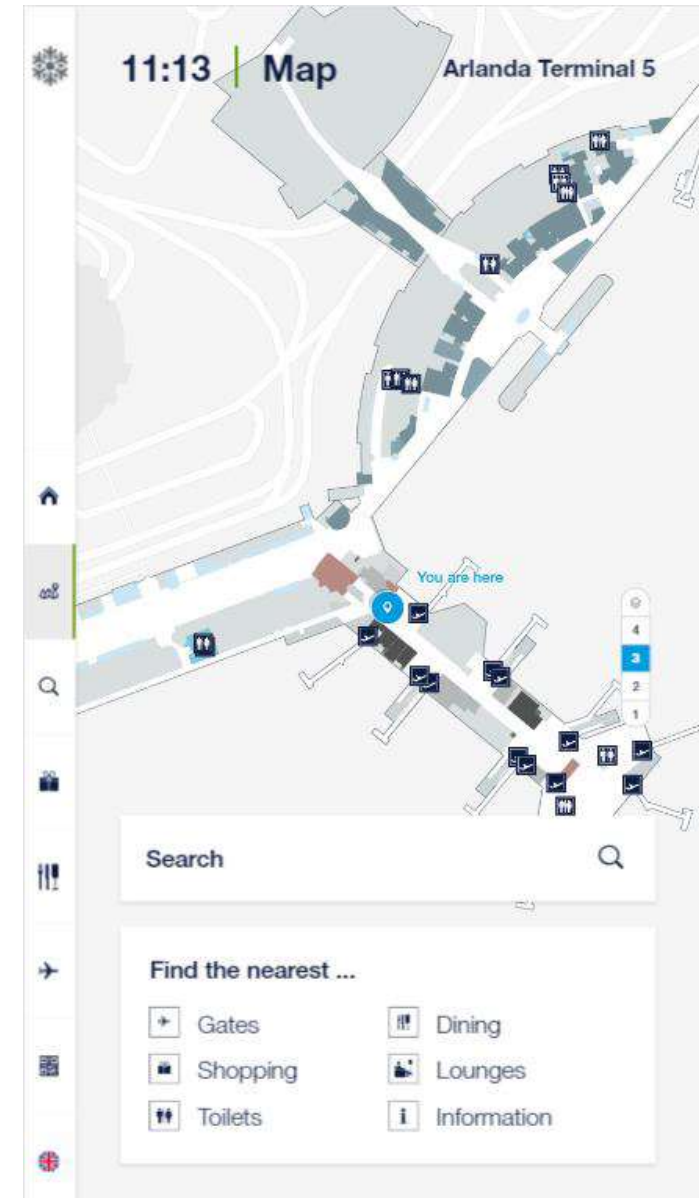 11:13 | Map
Arlanda Terminal 5
You are here
4
3
2
1
Search
Find the nearest ...
Gates
Dining
Shopping
Lounges
Toilets
Information